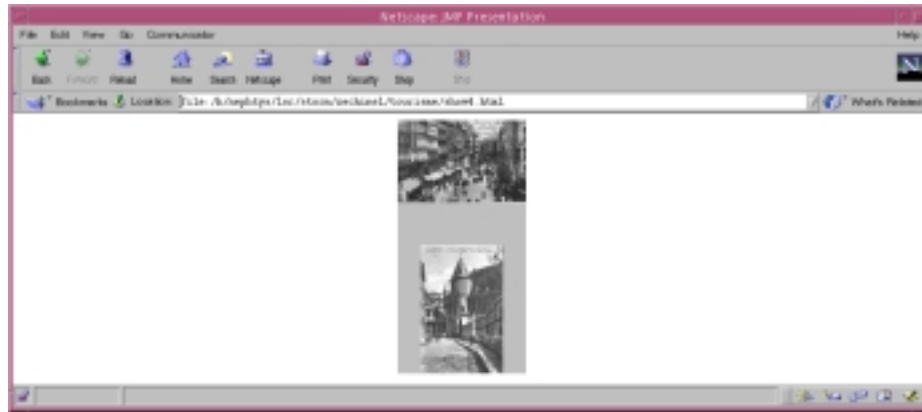 Netscape: JMF Presentation
File Edit View Go Communicator Help
Back Forward Reload Home Search Netscape Print Security Shop Stop
Bookmarks Location: What's Related
N